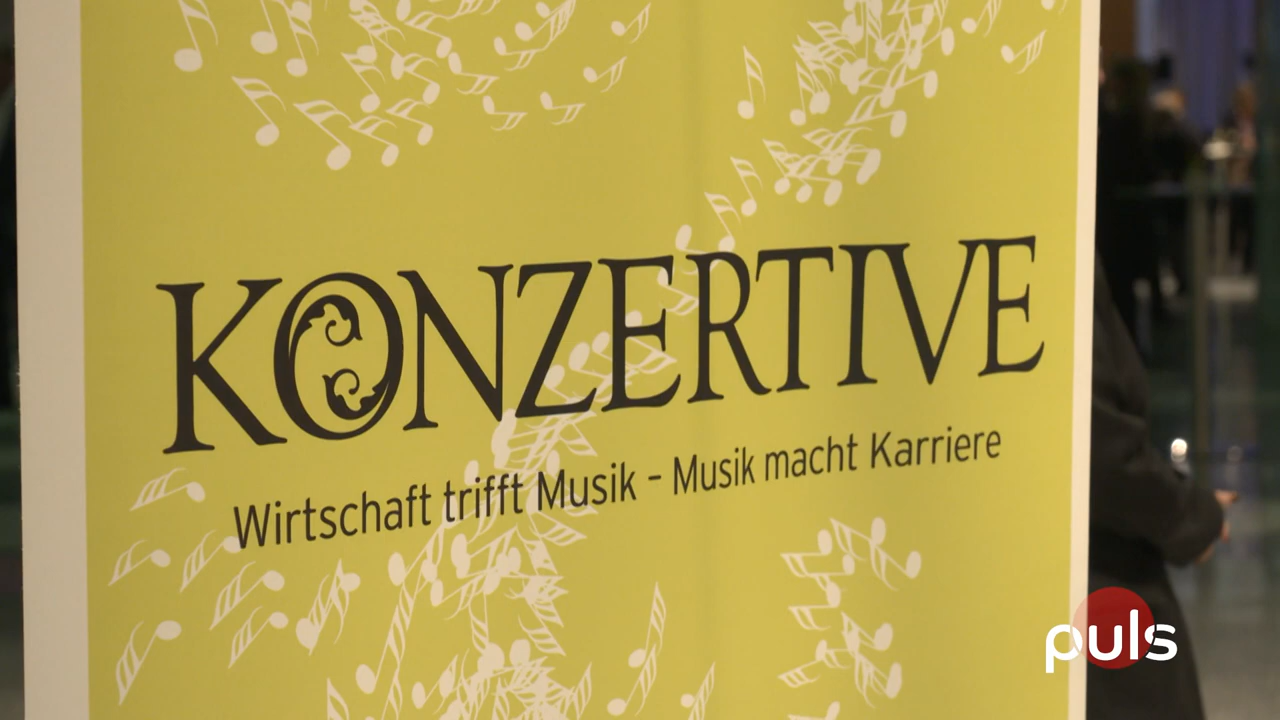 KONZERTIVE
Wirtschaft trifft Musik – Musik macht Karriere
puls